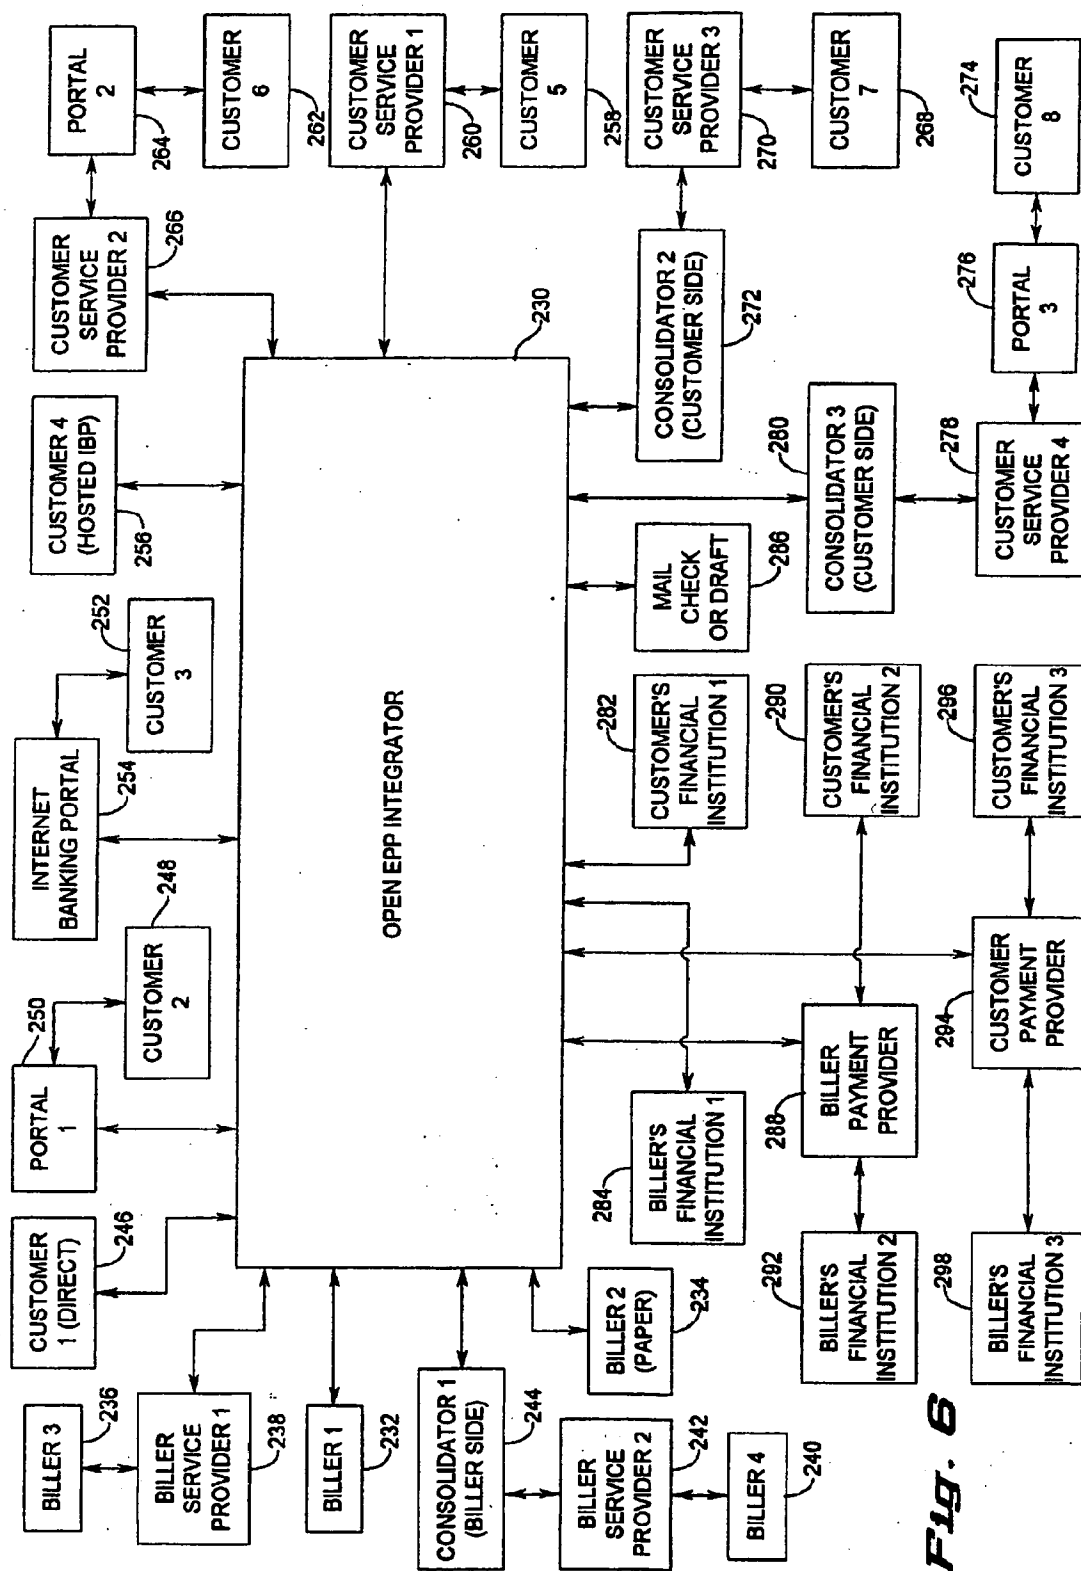 BILLER 3
236
BILLER
SERVICE
PROVIDER 1
238
BILLER 1
232
CONSOLIDATOR 1
(BILLER SIDE)
244
BILLER
SERVICE
PROVIDER 2
242
BILLER 4
240
BILLER 2
(PAPER)
234
CUSTOMER
1 (DIRECT)
246
PORTAL
1
250
CUSTOMER
2
248
INTERNET
BANKING PORTAL
254
CUSTOMER
3
252
CUSTOMER 4
(HOSTED IBP)
256
CUSTOMER
SERVICE
PROVIDER 2
266
PORTAL
2
264
CUSTOMER
6
262
CUSTOMER
SERVICE
PROVIDER 1
260
CUSTOMER
5
258
CUSTOMER
SERVICE
PROVIDER 3
270
CUSTOMER
7
268
OPEN EPP INTEGRATOR
230
CONSOLIDATOR 2
(CUSTOMER SIDE)
272
CUSTOMER
8
274
PORTAL
3
276
CUSTOMER
SERVICE
PROVIDER 4
278
CONSOLIDATOR 3
(CUSTOMER SIDE)
280
MAIL
CHECK
OR DRAFT
286
CUSTOMER'S
FINANCIAL
INSTITUTION 1
282
BILLER'S
FINANCIAL
INSTITUTION 1
284
CUSTOMER'S
FINANCIAL
INSTITUTION 2
290
BILLER
PAYMENT
PROVIDER
288
BILLER'S
FINANCIAL
INSTITUTION 2
292
CUSTOMER'S
FINANCIAL
INSTITUTION 3
296
CUSTOMER
PAYMENT
PROVIDER
294
BILLER'S
FINANCIAL
INSTITUTION 3
298
Fig. 6